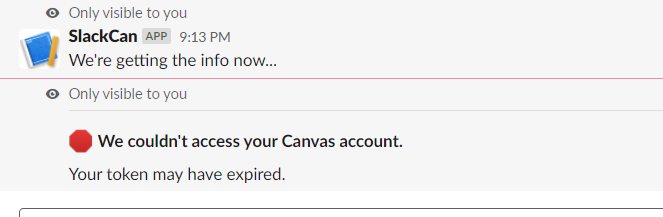 Only visible to you
SlackCan APP 9:13 PM
We're getting the info now...
Only visible to you
We couldn't access your Canvas account.
Your token may have expired.